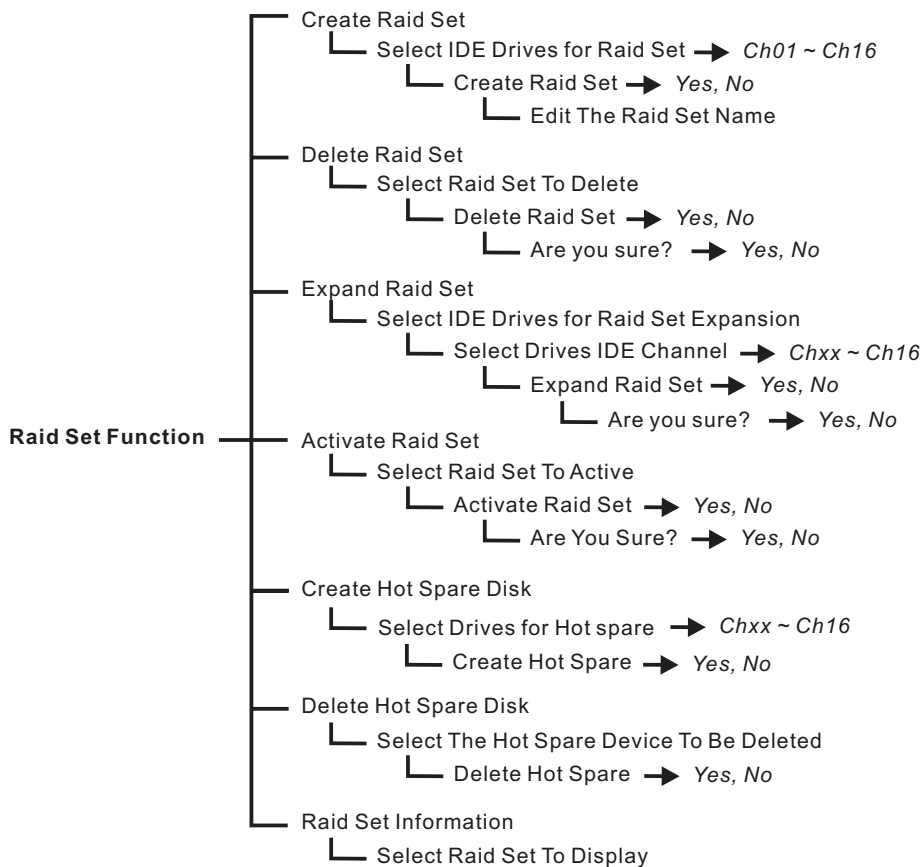 Create Raid Set
Select IDE Drives for Raid Set Ch01 ~ Ch16
Create Raid Set Yes, No
Edit The Raid Set Name
Delete Raid Set
Select Raid Set To Delete
Delete Raid Set Yes, No
Are you sure? Yes, No
Expand Raid Set
Select IDE Drives for Raid Set Expansion
Select Drives IDE Channel Chxx ~ Ch16
Expand Raid Set Yes, No
Are you sure? Yes, No
Raid Set Function
Activate Raid Set
Select Raid Set To Active
Activate Raid Set Yes, No
Are You Sure? Yes, No
Create Hot Spare Disk
Select Drives for Hot spare Chxx ~ Ch16
Create Hot Spare Yes, No
Delete Hot Spare Disk
Select The Hot Spare Device To Be Deleted
Delete Hot Spare Yes, No
Raid Set Information
Select Raid Set To Display